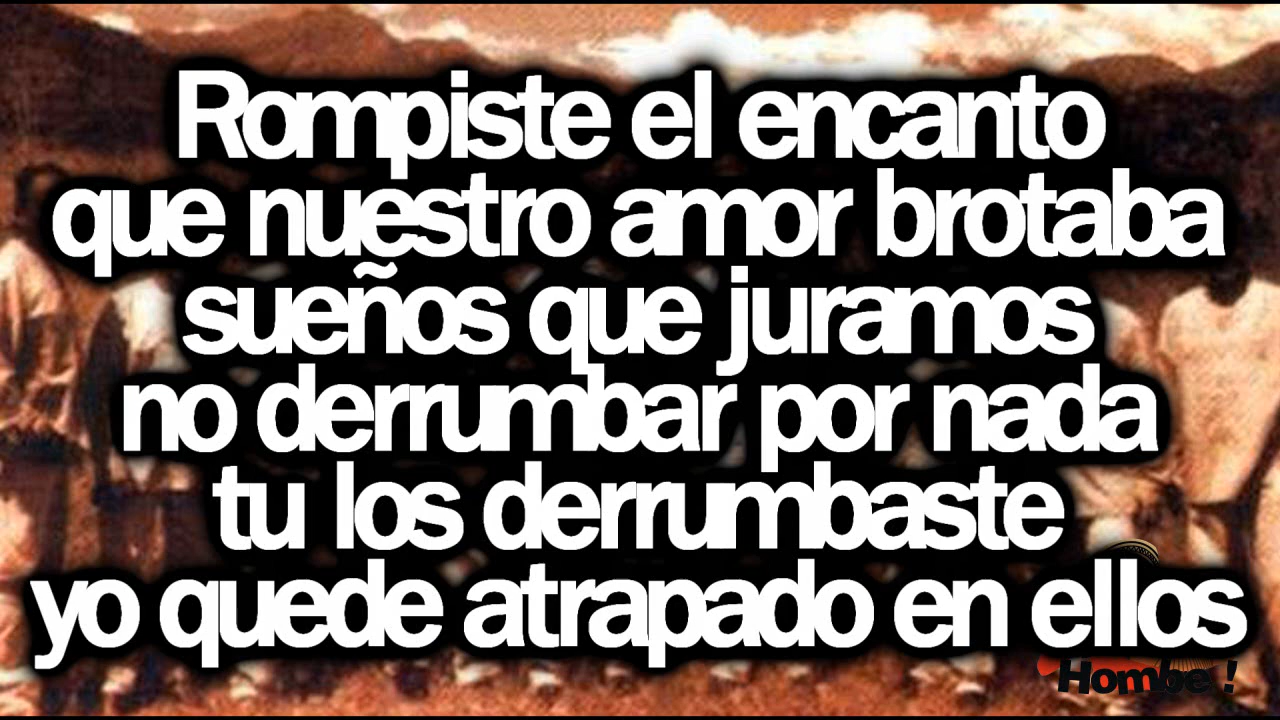 Rompiste el encanto
que nuestro amor brotaba
sueños que juramos
no derrumbar por nada
tu los derrumbaste
yo quede atrapado en ellos
Hombe !